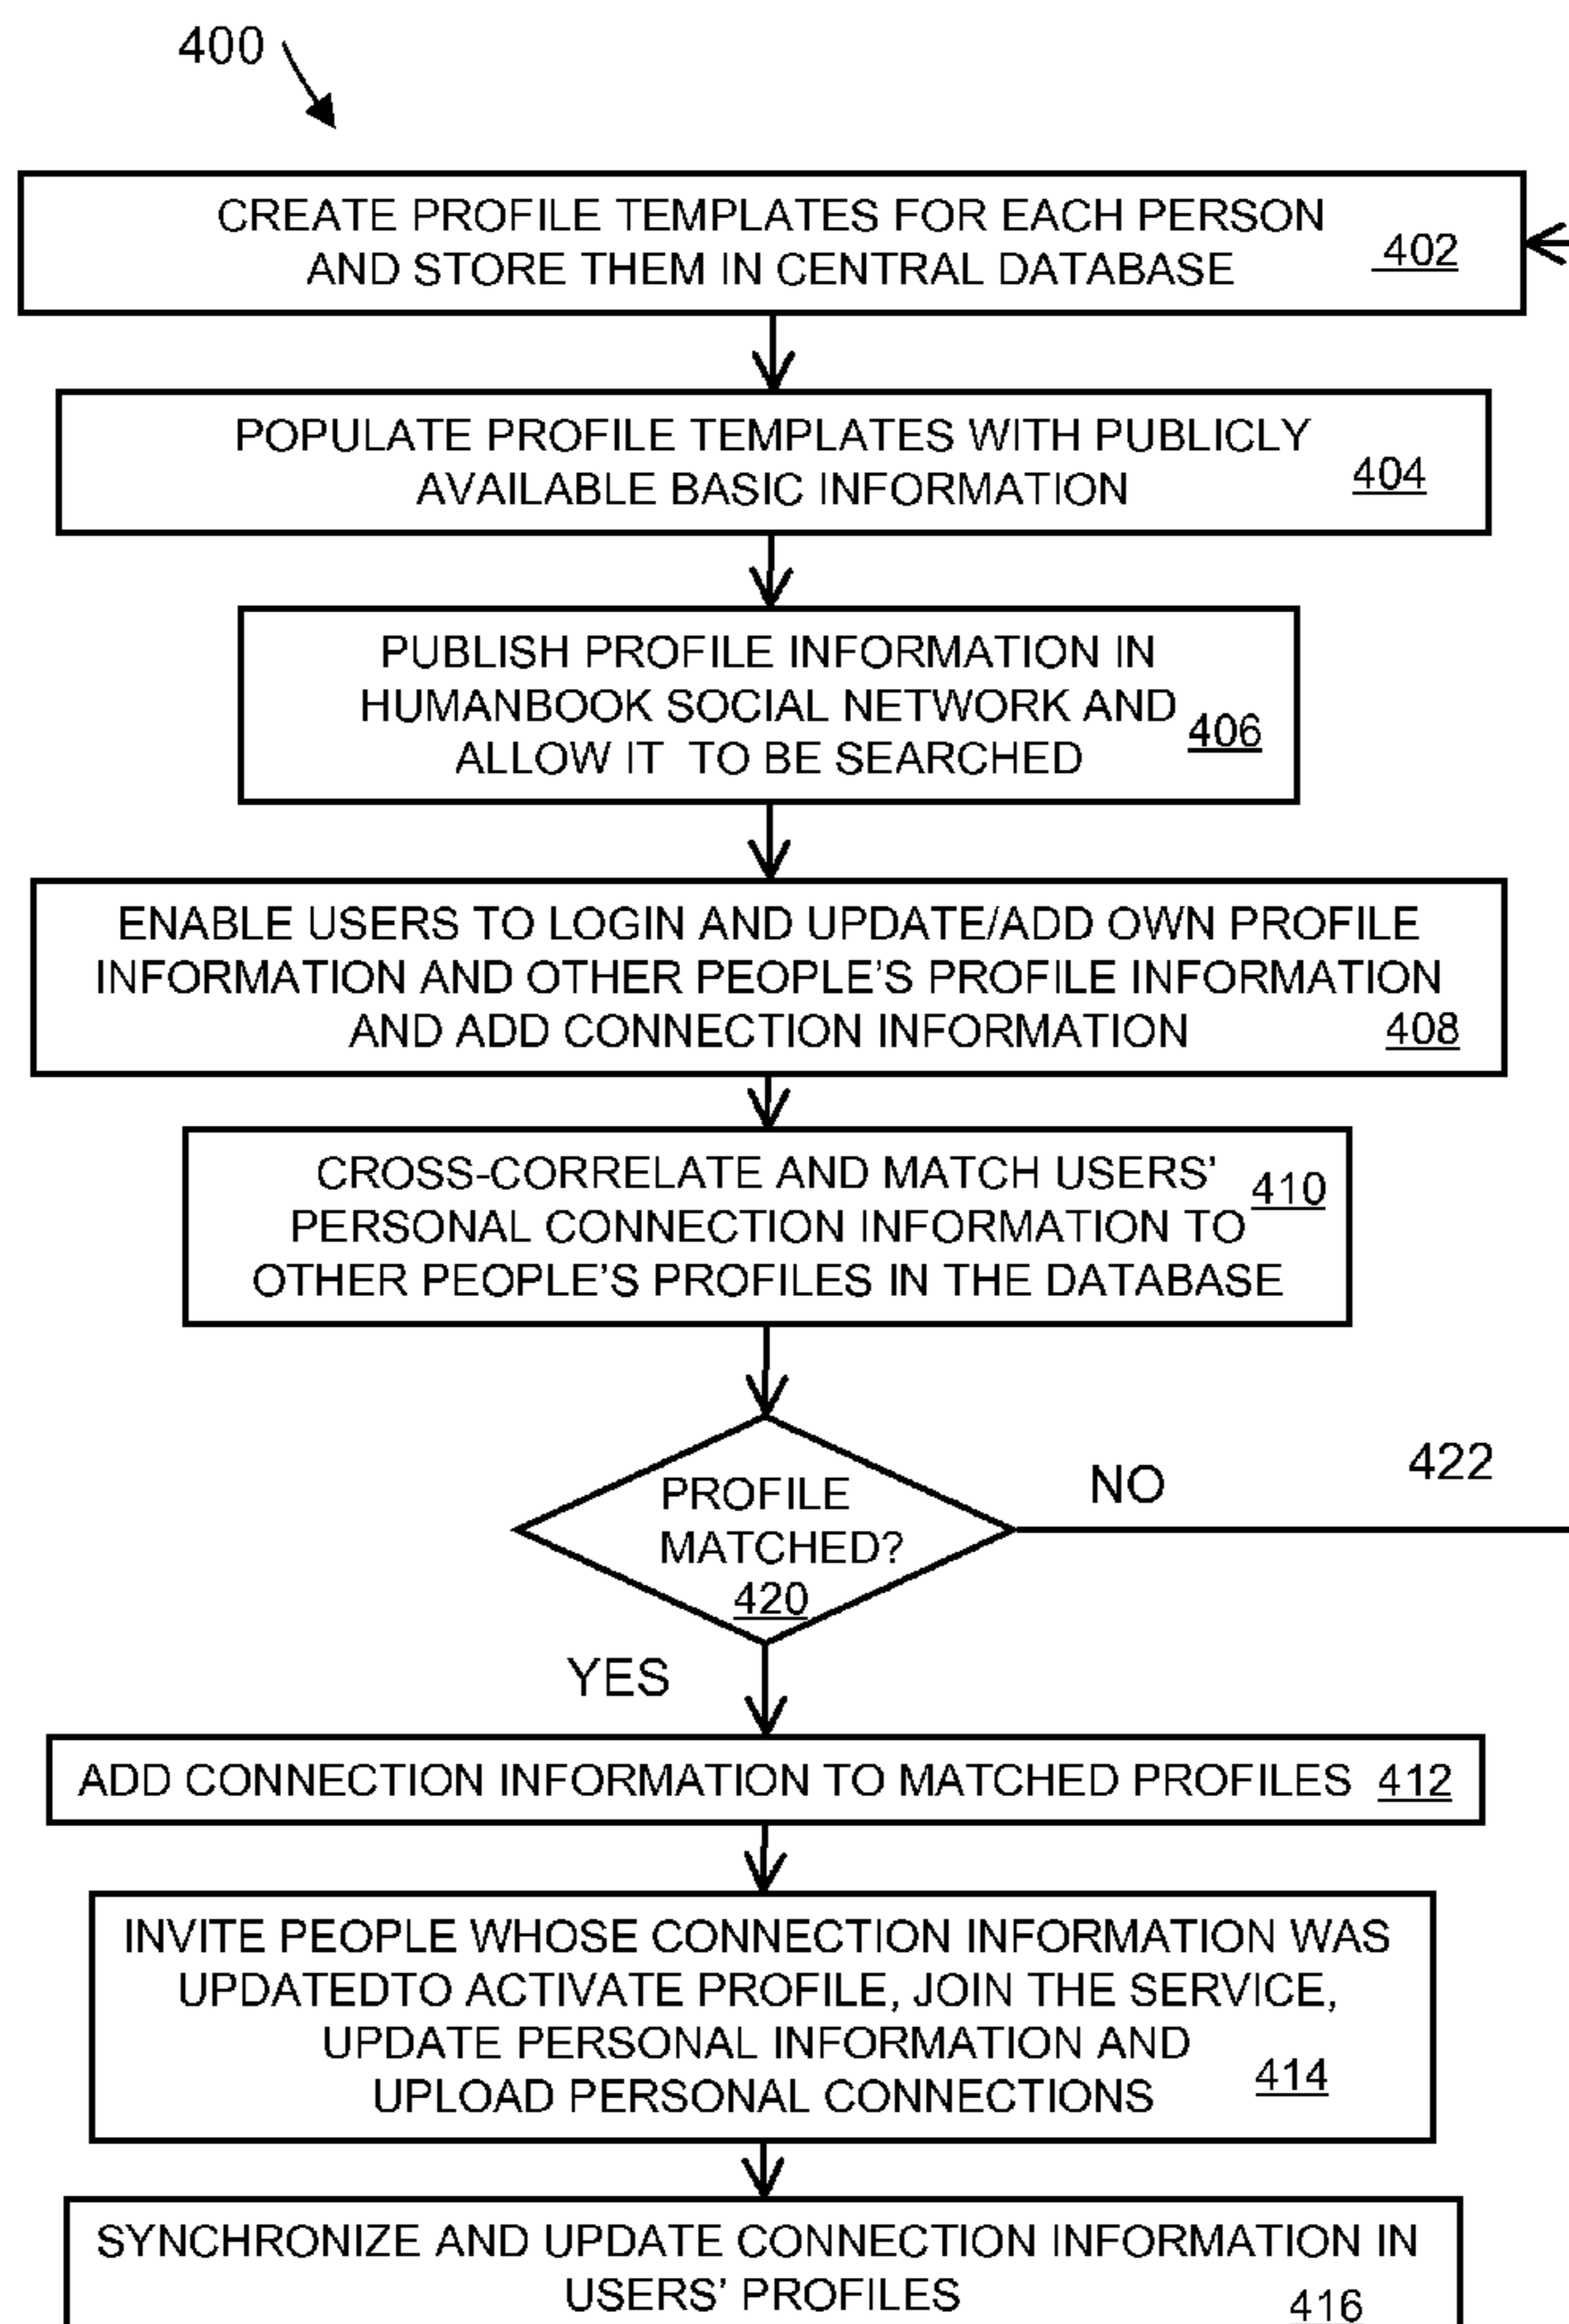 400
CREATE PROFILE TEMPLATES FOR EACH PERSON
AND STORE THEM IN CENTRAL DATABASE
402
POPULATE PROFILE TEMPLATES WITH PUBLICLY
AVAILABLE BASIC INFORMATION
404
PUBLISH PROFILE INFORMATION IN
HUMANBOOK SOCIAL NETWORK AND
ALLOW IT TO BE SEARCHED
406
ENABLE USERS TO LOGIN AND UPDATE/ADD OWN PROFILE
INFORMATION AND OTHER PEOPLE'S PROFILE INFORMATION
AND ADD CONNECTION INFORMATION
408
CROSS-CORRELATE AND MATCH USERS'
410
PERSONAL CONNECTION INFORMATION TO
OTHER PEOPLE'S PROFILES IN THE DATABASE
PROFILE
MATCHED?
420
NO
422
YES
ADD CONNECTION INFORMATION TO MATCHED PROFILES 412
INVITE PEOPLE WHOSE CONNECTION INFORMATION WAS
UPDATEDTO ACTIVATE PROFILE, JOIN THE SERVICE,
UPDATE PERSONAL INFORMATION AND
UPLOAD PERSONAL CONNECTIONS
414
SYNCHRONIZE AND UPDATE CONNECTION INFORMATION IN
USERS' PROFILES
416